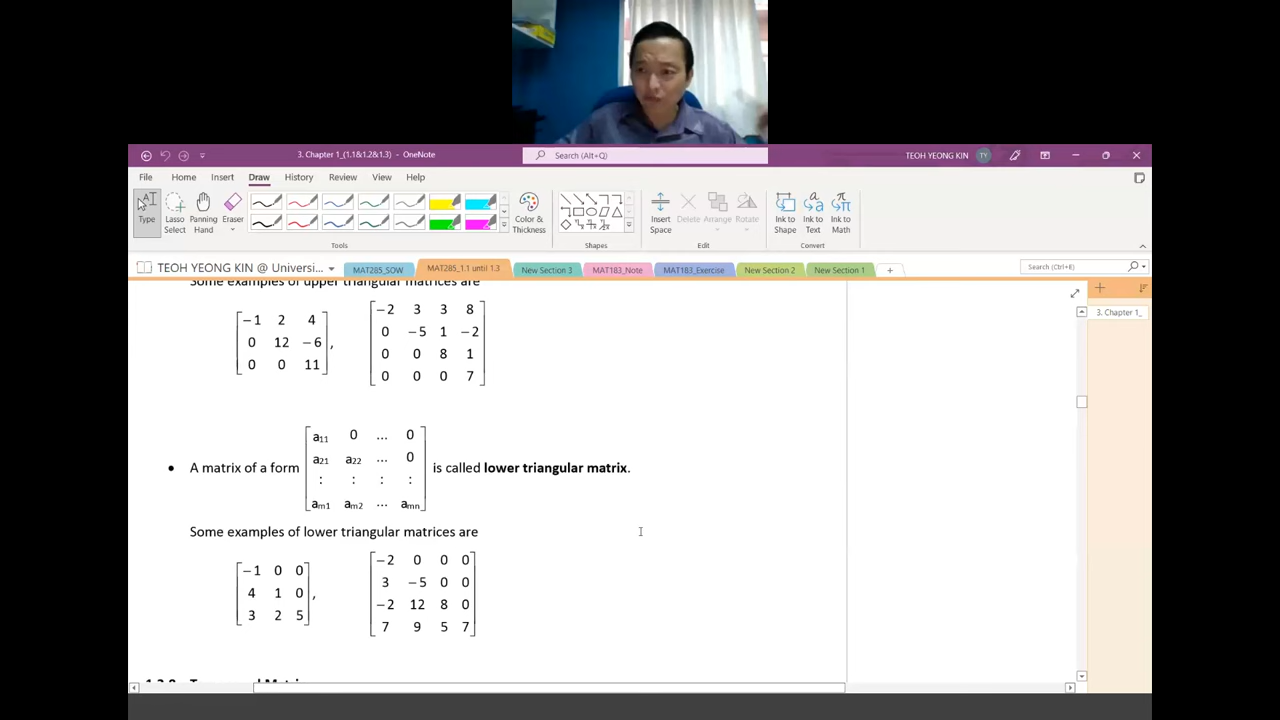 3. Chapter 1_(1.1&1.2&1.3) - OneNote
Search (Alt+Q)
TEOH YEONG KIN TY
File Home Insert Draw History Review View Help
Type
Lasso Select
Panning Hand
Eraser
Color & Thickness
Insert Space
Delete
Arrange
Rotate
Ink to Shape
Ink to Text
Ink to Math
Tools Shapes Edit Convert
TEOH YEONG KIN @ Universi...
MAT285_SOW MAT285_1.1 until 1.3 New Section 3 MAT183_Note MAT183_Exercise New Section 2 New Section 1
Search (Ctrl+E)
3. Chapter 1_
Some examples of upper triangular matrices are
−1 2 4
0 12 −6
0 0 11 ,
−2 3 3 8
0 −5 1 −2
0 0 8 1
0 0 0 7
• A matrix of a form
a11 0 ... 0
a21 a22 ... 0
: : : :
am1 am2 ... amn
is called lower triangular matrix.
Some examples of lower triangular matrices are
−1 0 0
4 1 0
3 2 5 ,
−2 0 0 0
3 −5 0 0
−2 12 8 0
7 9 5 7